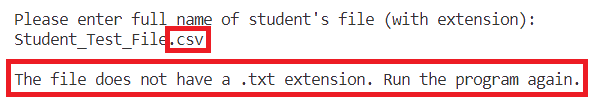 Please enter full name of student's file (with extension):
Student_Test_File.csv
The file does not have a .txt extension. Run the program again.